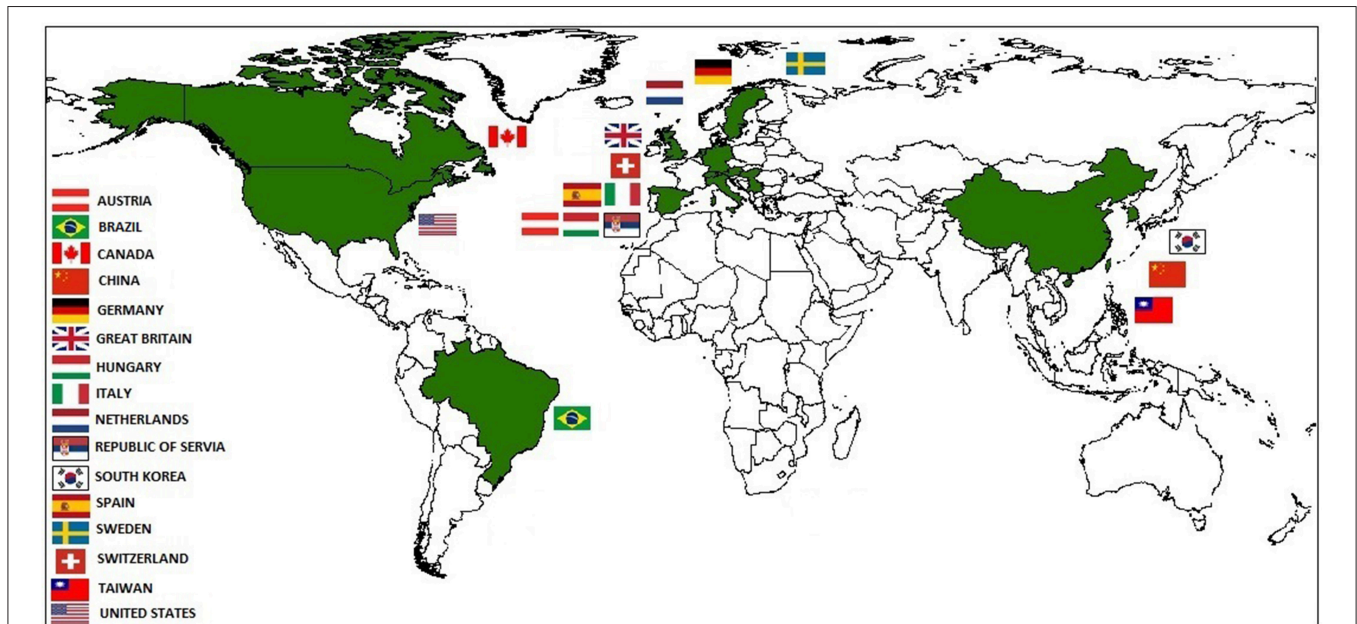 AUSTRIA
BRAZIL
CANADA
CHINA
GERMANY
GREAT BRITAIN
HUNGARY
ITALY
NETHERLANDS
REPUBLIC OF SERVIA
SOUTH KOREA
SPAIN
SWEDEN
SWITZERLAND
TAIWAN
UNITED STATES